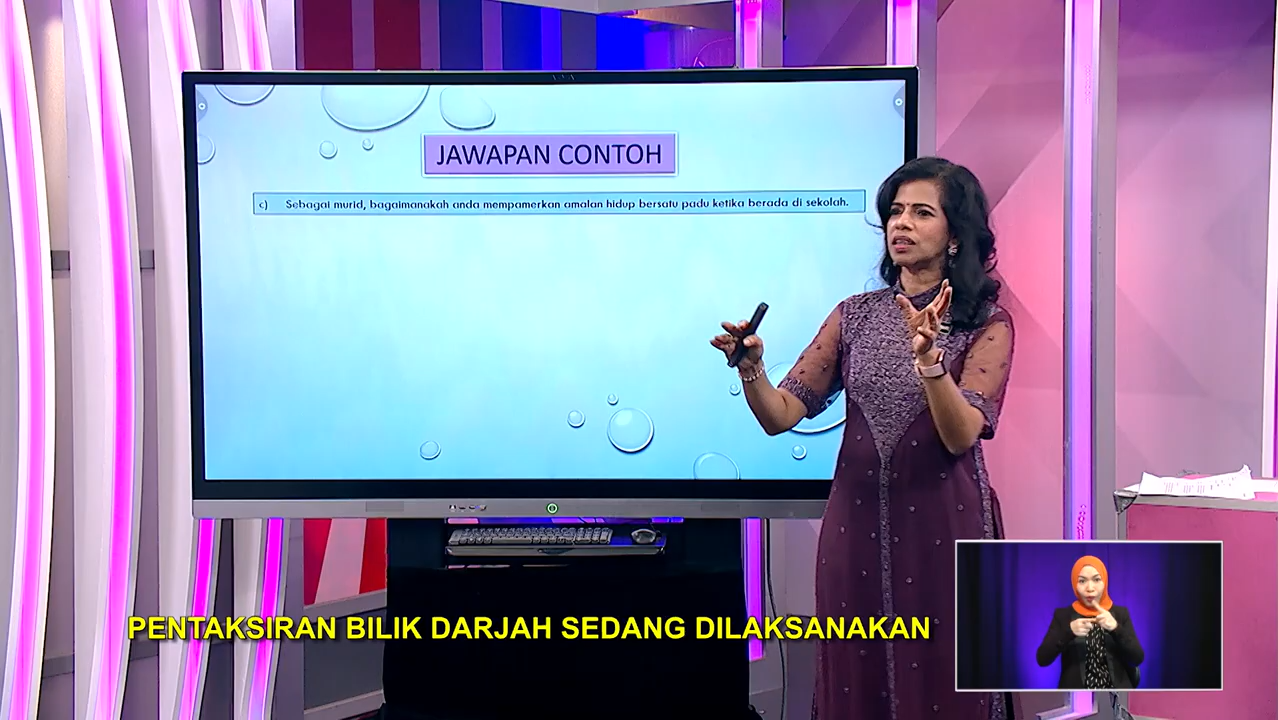 JAWAPAN CONTOH
c) Sebagai murid, bagaimanakah anda mempamerkan amalan hidup bersatu padu ketika berada di sekolah.
PENTAKSIRAN BILIK DARJAH SEDANG DILAKSANAKAN